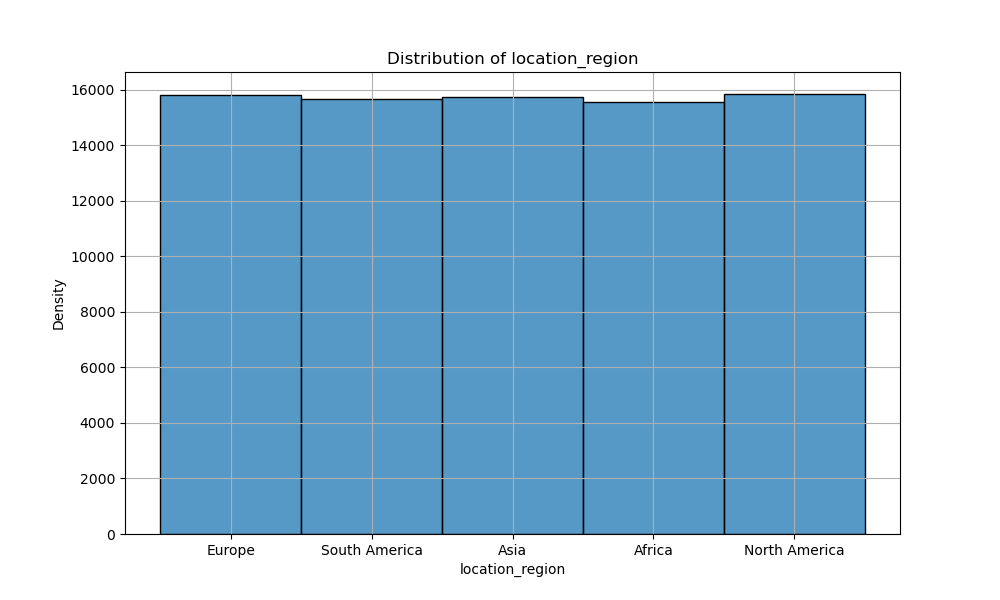 Distribution of location_region
16000
14000
12000
10000
8000
6000
4000
2000
0
Density
Europe South America Asia Africa North America
location_region